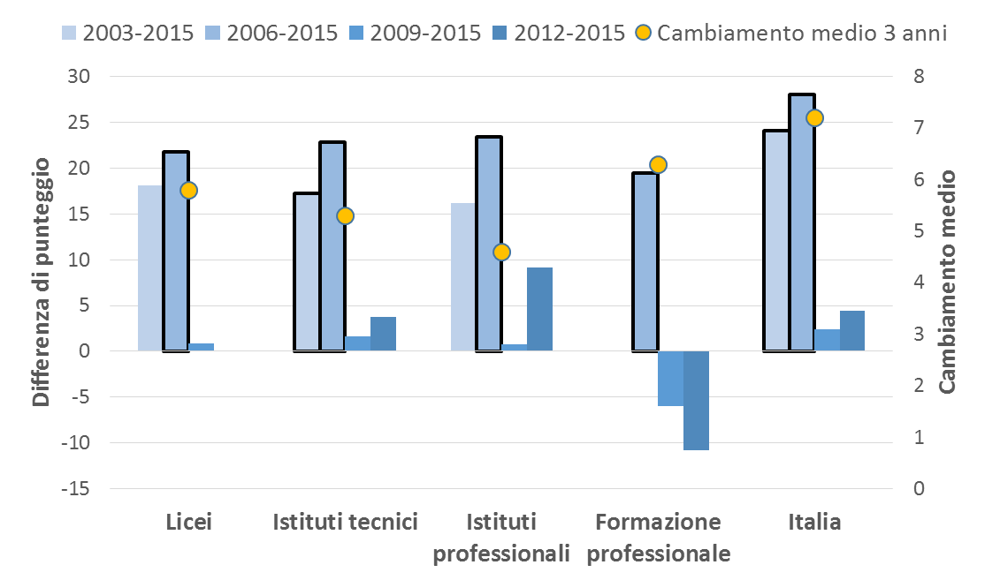 2003-2015 2006-2015 2009-2015 2012-2015 Cambiamento medio 3 anni
30
25
20
15
10
5
0
-5
-10
-15
Differenza di punteggio
8
7
6
5
4
3
2
1
0
Cambiamento medio
Licei
Istituti tecnici
Istituti
professionali
Formazione
professionale
Italia